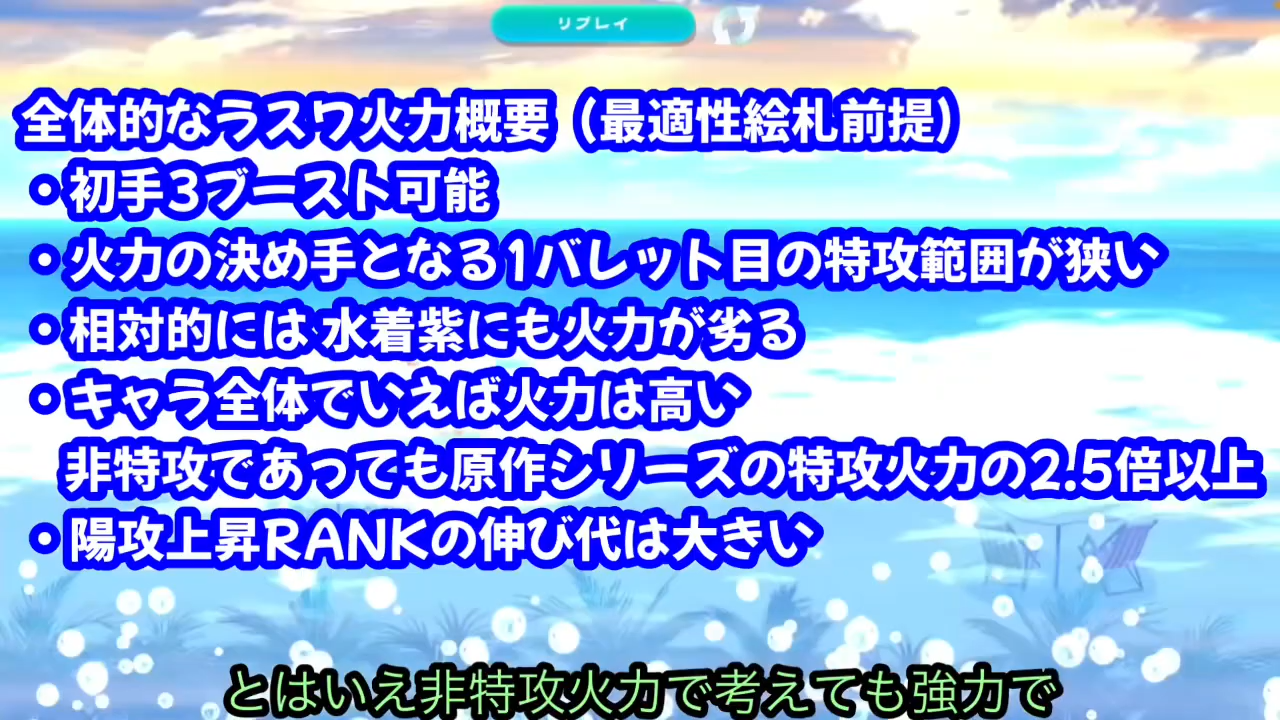 リプレイ
全体的なラスワ火力概要（最適性絵札前提）
・初手3ブースト可能
・火力の決め手となる1バレット目の特攻範囲が狭い
・相対的には 水着紫にも火力が劣る
・キャラ全体でいえば火力は高い
非特攻であっても原作シリーズの特攻火力の2.5倍以上
・陽攻上昇RANKの伸び代は大きい
とはいえ非特攻火力で考えても強力で